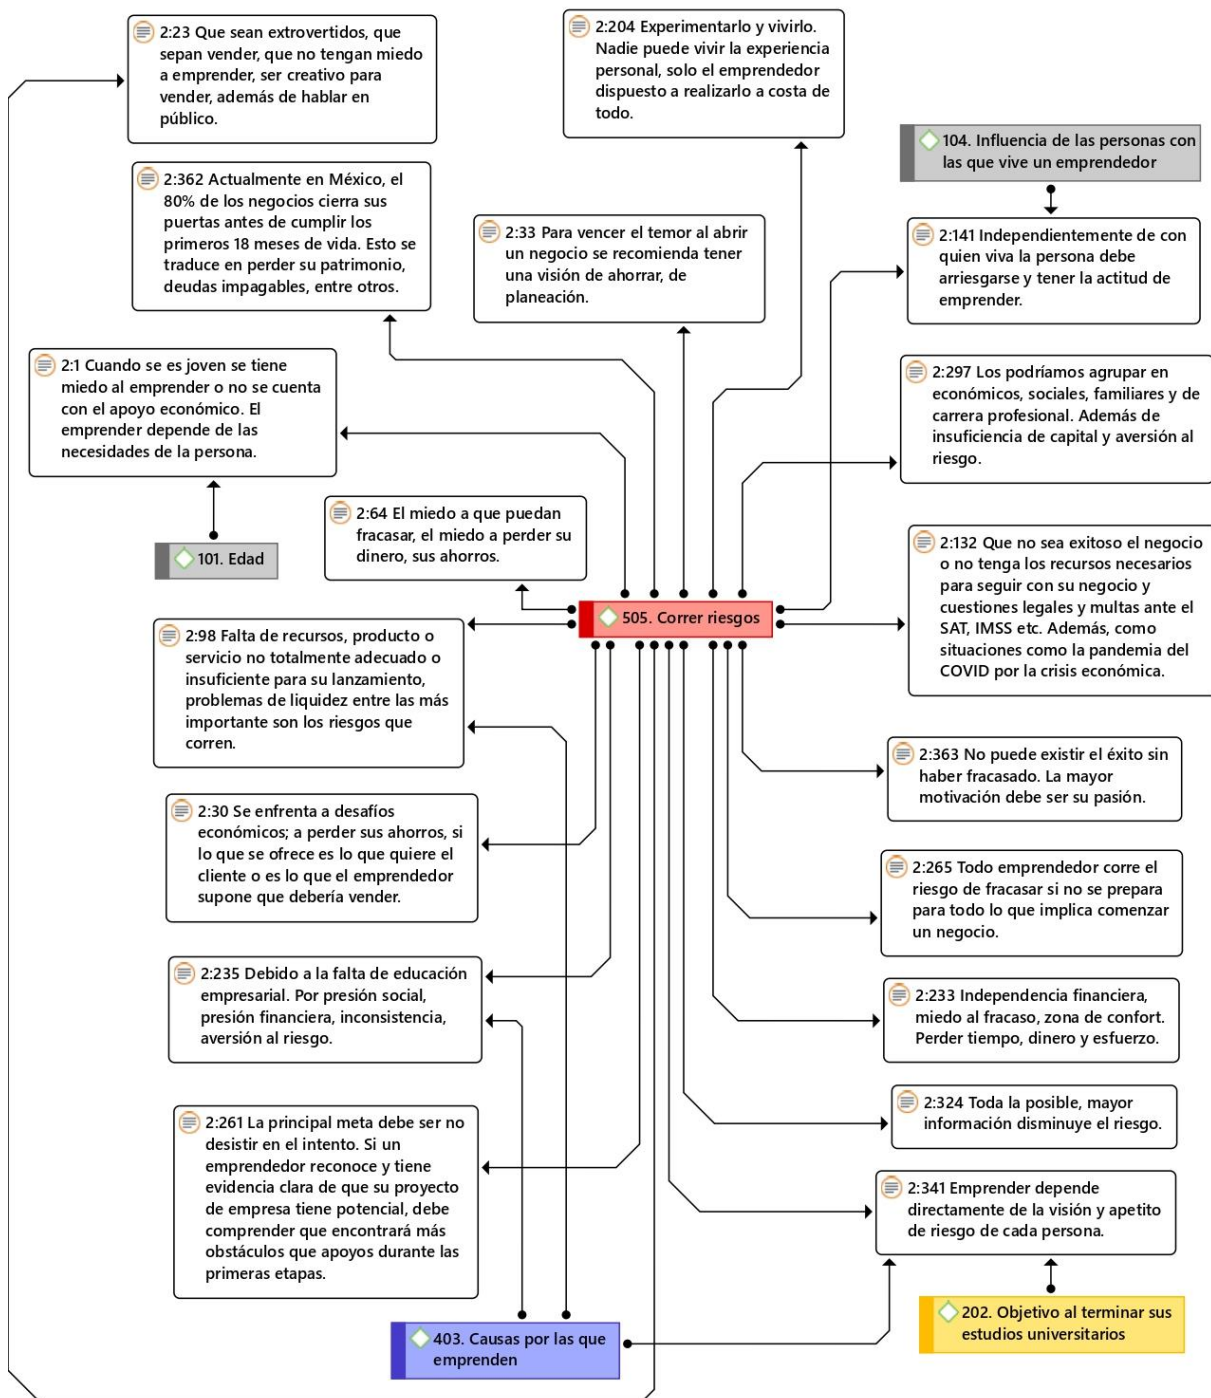 2:23 Que sean extrovertidos, que
sepan vender, que no tengan miedo
a emprender, ser creativo para
vender, además de hablar en
público.
2:204 Experimentarlo y vivirlo.
Nadie puede vivir la experiencia
personal, solo el emprendedor
dispuesto a realizarlo a costa de
todo.
104. Influencia de las personas con
las que vive un emprendedor
2:362 Actualmente en México, el
80% de los negocios cierra sus
puertas antes de cumplir los
primeros 18 meses de vida. Esto se
traduce en perder su patrimonio,
deudas impagables, entre otros.
2:33 Para vencer el temor al abrir
un negocio se recomienda tener
una visión de ahorrar, de
planeación.
2:141 Independientemente de con
quien viva la persona debe
arriesgarse y tener la actitud de
emprender.
2:1 Cuando se es joven se tiene
miedo al emprender o no se cuenta
con el apoyo económico. El
emprender depende de las
necesidades de la persona.
2:297 Los podríamos agrupar en
económicos, sociales, familiares y de
carrera profesional. Además de
insuficiencia de capital y aversión al
riesgo.
2:64 El miedo a que puedan
fracasar, el miedo a perder su
dinero, sus ahorros.
101. Edad
2:132 Que no sea exitoso el negocio
o no tenga los recursos necesarios
para seguir con su negocio y
cuestiones legales y multas ante el
SAT, IMSS etc. Además, como
situaciones como la pandemia del
COVID por la crisis económica.
505. Correr riesgos
2:98 Falta de recursos, producto o
servicio no totalmente adecuado o
insuficiente para su lanzamiento,
problemas de liquidez entre las más
importante son los riesgos que
corren.
2:363 No puede existir el éxito sin
haber fracasado. La mayor
motivación debe ser su pasión.
2:30 Se enfrenta a desafíos
económicos; a perder sus ahorros, si
lo que se ofrece es lo que quiere el
cliente o es lo que el emprendedor
supone que debería vender.
2:265 Todo emprendedor corre el
riesgo de fracasar si no se prepara
para todo lo que implica comenzar
un negocio.
2:235 Debido a la falta de educación
empresarial. Por presión social,
presión financiera, inconsistencia,
aversión al riesgo.
2:233 Independencia financiera,
miedo al fracaso, zona de confort.
Perder tiempo, dinero y esfuerzo.
2:324 Toda la posible, mayor
información disminuye el riesgo.
2:261 La principal meta debe ser no
desistir en el intento. Si un
emprendedor reconoce y tiene
evidencia clara de que su proyecto
de empresa tiene potencial, debe
comprender que encontrará más
obstáculos que apoyos durante las
primeras etapas.
2:341 Emprender depende
directamente de la visión y apetito
de riesgo de cada persona.
403. Causas por las que
emprenden
202. Objetivo al terminar sus
estudios universitarios